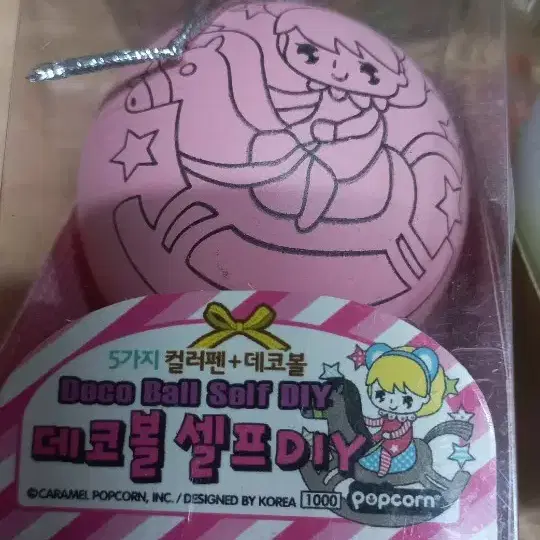 5가지 컬러펜+데코볼
Deco Ball Self DIY
데코볼 셀프DIY
©CARAMEL POPCORN, INC. / DESIGNED BY KOREA 1000 popcorn